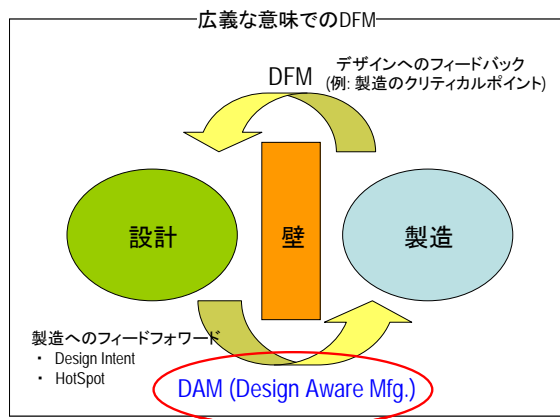 広義な意味でのDFM
デザインへのフィードバック
DFM
(例: 製造のクリティカルポイント)
設計
壁
製造
製造へのフィードフォワード
・ Design Intent
・ HotSpot
DAM (Design Aware Mfg.)